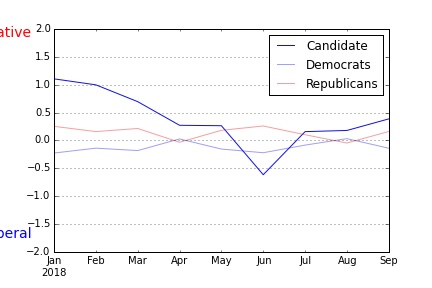 ative
peral
2.0
1.5
1.0
0.5
0.0
−0.5
−1.0
−1.5
−2.0
Candidate
Democrats
Republicans
Jan Feb Mar Apr May Jun Jul Aug Sep
2018